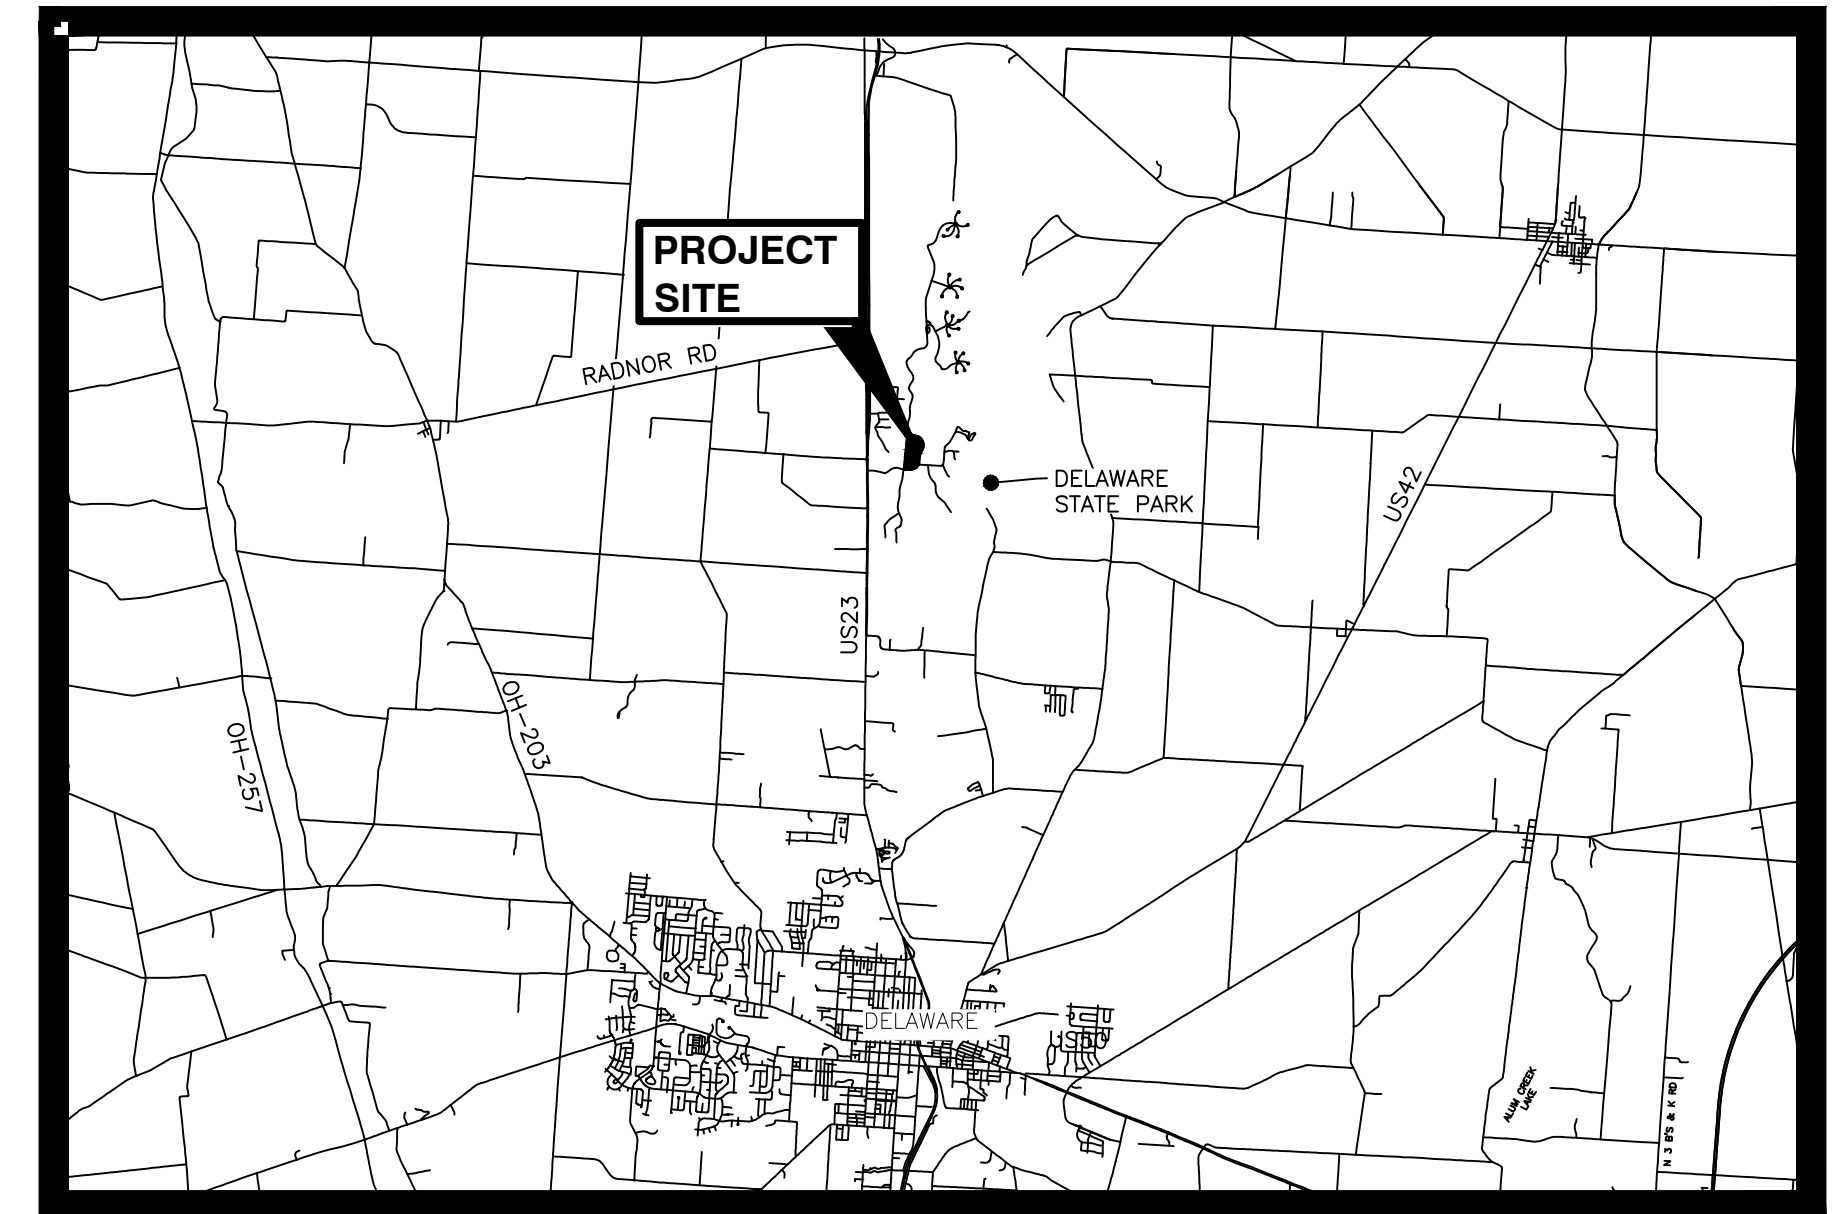 PROJECT
SITE
RADNOR RD
DELAWARE
STATE PARK
US42
US23
OH-203
OH-257
DELAWARE
ALUM CREEK
LAKE
N 3 B'S & K RD